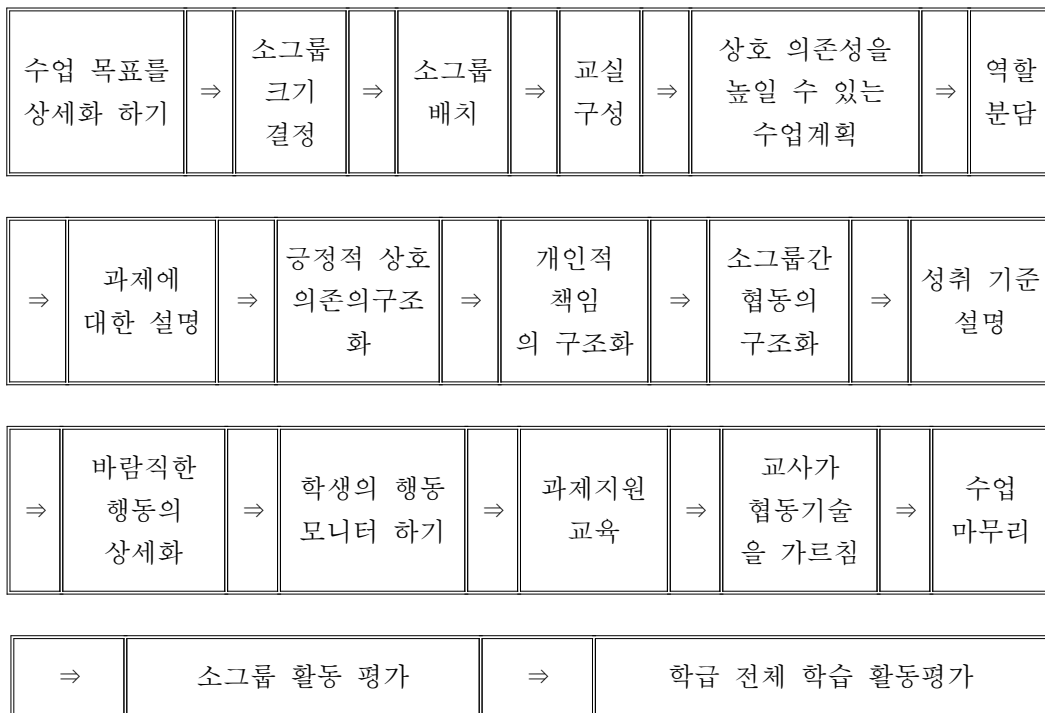 수업 목표를
상세화 하기
⇒
소그룹
크기
결정
⇒
소그룹
배치
⇒
교실
구성
⇒
상호 의존성을
높일 수 있는
수업계획
⇒
역할
분담
⇒
과제에
대한 설명
⇒
긍정적 상호
의존의구조
화
⇒
개인적
책임
의 구조화
⇒
소그룹간
협동의
구조화
⇒
성취 기준
설명
⇒
바람직한
행동의
상세화
⇒
학생의 행동
모니터 하기
⇒
과제지원
교육
⇒
교사가
협동기술
을 가르침
⇒
수업
마무리
⇒
소그룹 활동 평가
⇒
학급 전체 학습 활동평가